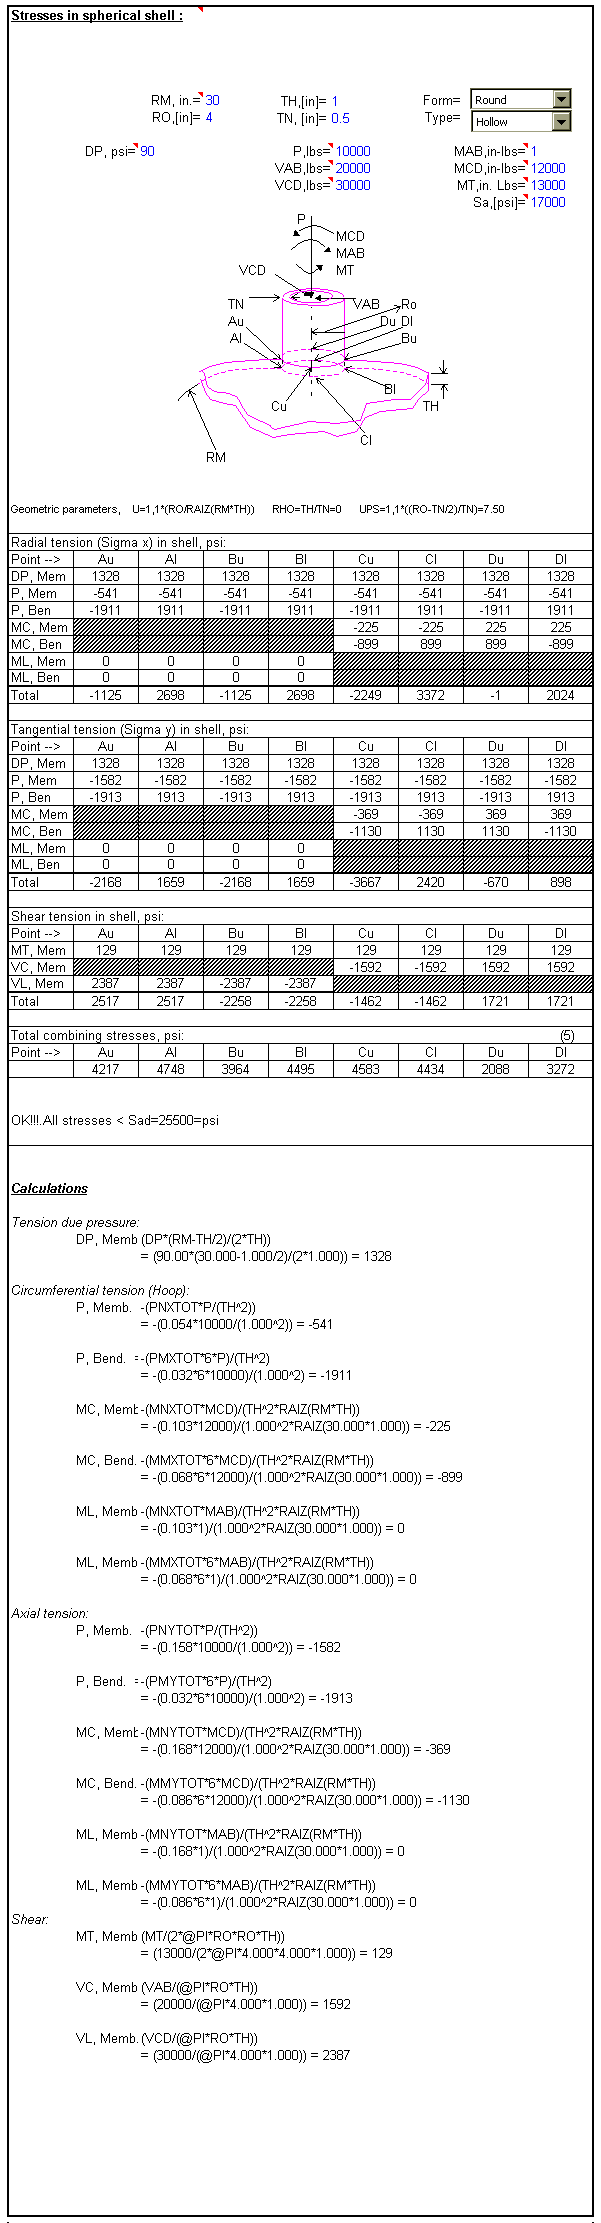 Stresses in spherical shell :
RM, in.= 30 TH,[in]= 1 Form= Round
RO,[in]= 4 TN, [in]= 0.5 Type= Hollow
DP, psi= 90 P,lbs= 10000 MAB,in-lbs= 1
VAB,lbs= 20000 MCD,in-lbs= 12000
VCD,lbs= 30000 MT,in. Lbs= 13000
Sa,[psi]= 17000
P
MCD
MAB
VCD MT
TN VAB Ro
Au Du Dl
Al Bu
Bl
Cu TH
Cl
RM
Geometric parameters, U=1,1*(RO/RAIZ(RM*TH)) RHO=TH/TN=0 UPS=1,1*((RO-TN/2)/TN)=7.50
Radial tension (Sigma x) in shell, psi:
Point --> Au Al Bu Bl Cu Cl Du Dl
DP, Mem 1328 1328 1328 1328 1328 1328 1328 1328
P, Mem -541 -541 -541 -541 -541 -541 -541 -541
P, Ben -1911 1911 -1911 1911 -1911 1911 -1911 1911
MC, Mem -225 -225 225 225
MC, Ben -899 899 899 -899
ML, Mem 0 0 0 0
ML, Ben 0 0 0 0
Total -1125 2698 -1125 2698 -2249 3372 -1 2024
Tangential tension (Sigma y) in shell, psi:
Point --> Au Al Bu Bl Cu Cl Du Dl
DP, Mem 1328 1328 1328 1328 1328 1328 1328 1328
P, Mem -1582 -1582 -1582 -1582 -1582 -1582 -1582 -1582
P, Ben -1913 1913 -1913 1913 -1913 1913 -1913 1913
MC, Mem -369 -369 369 369
MC, Ben -1130 1130 1130 -1130
ML, Mem 0 0 0 0
ML, Ben 0 0 0 0
Total -2168 1659 -2168 1659 -3667 2420 -670 898
Shear tension in shell, psi:
Point --> Au Al Bu Bl Cu Cl Du Dl
MT, Mem 129 129 129 129 129 129 129 129
VC, Mem -1592 -1592 1592 1592
VL, Mem 2387 2387 -2387 -2387
Total 2517 2517 -2258 -2258 -1462 -1462 1721 1721
Total combining stresses, psi: (5)
Point --> Au Al Bu Bl Cu Cl Du Dl
4217 4748 3964 4495 4583 4434 2088 3272
OK!!!.All stresses < Sad=25500=psi
Calculations
Tension due pressure:
DP, Memb (DP*(RM-TH/2)/(2*TH))
= (90.00*(30.000-1.000/2)/(2*1.000)) = 1328
Circumferential tension (Hoop):
P, Memb. -(PNXTOT*P/(TH^2))
= -(0.054*10000/(1.000^2)) = -541
P, Bend. =-(PMXTOT*6*P)/(TH^2)
= -(0.032*6*10000)/(1.000^2) = -1911
MC, Memb -(MNXTOT*MCD)/(TH^2*RAIZ(RM*TH))
= -(0.103*12000)/(1.000^2*RAIZ(30.000*1.000)) = -225
MC, Bend. -(MMXTOT*6*MCD)/(TH^2*RAIZ(RM*TH))
= -(0.068*6*12000)/(1.000^2*RAIZ(30.000*1.000)) = -899
ML, Memb -(MNXTOT*MAB)/(TH^2*RAIZ(RM*TH))
= -(0.103*1)/(1.000^2*RAIZ(30.000*1.000)) = 0
ML, Memb -(MMXTOT*6*MAB)/(TH^2*RAIZ(RM*TH))
= -(0.068*6*1)/(1.000^2*RAIZ(30.000*1.000)) = 0
Axial tension:
P, Memb. -(PNYTOT*P/(TH^2))
= -(0.158*10000/(1.000^2)) = -1582
P, Bend. =-(PMYTOT*6*P)/(TH^2)
= -(0.032*6*10000)/(1.000^2) = -1913
MC, Memb -(MNYTOT*MCD)/(TH^2*RAIZ(RM*TH))
= -(0.168*12000)/(1.000^2*RAIZ(30.000*1.000)) = -369
MC, Bend. -(MMYTOT*6*MCD)/(TH^2*RAIZ(RM*TH))
= -(0.086*6*12000)/(1.000^2*RAIZ(30.000*1.000)) = -1130
ML, Memb -(MNYTOT*MAB)/(TH^2*RAIZ(RM*TH))
= -(0.168*1)/(1.000^2*RAIZ(30.000*1.000)) = 0
ML, Memb -(MMYTOT*6*MAB)/(TH^2*RAIZ(RM*TH))
= -(0.086*6*1)/(1.000^2*RAIZ(30.000*1.000)) = 0
Shear:
MT, Memb (MT/(2*@PI*RO*RO*TH))
= (13000/(2*@PI*4.000*4.000*1.000)) = 129
VC, Memb (VAB/(@PI*RO*TH))
= (20000/(@PI*4.000*1.000)) = 1592
VL, Memb. (VCD/(@PI*RO*TH))
= (30000/(@PI*4.000*1.000)) = 2387